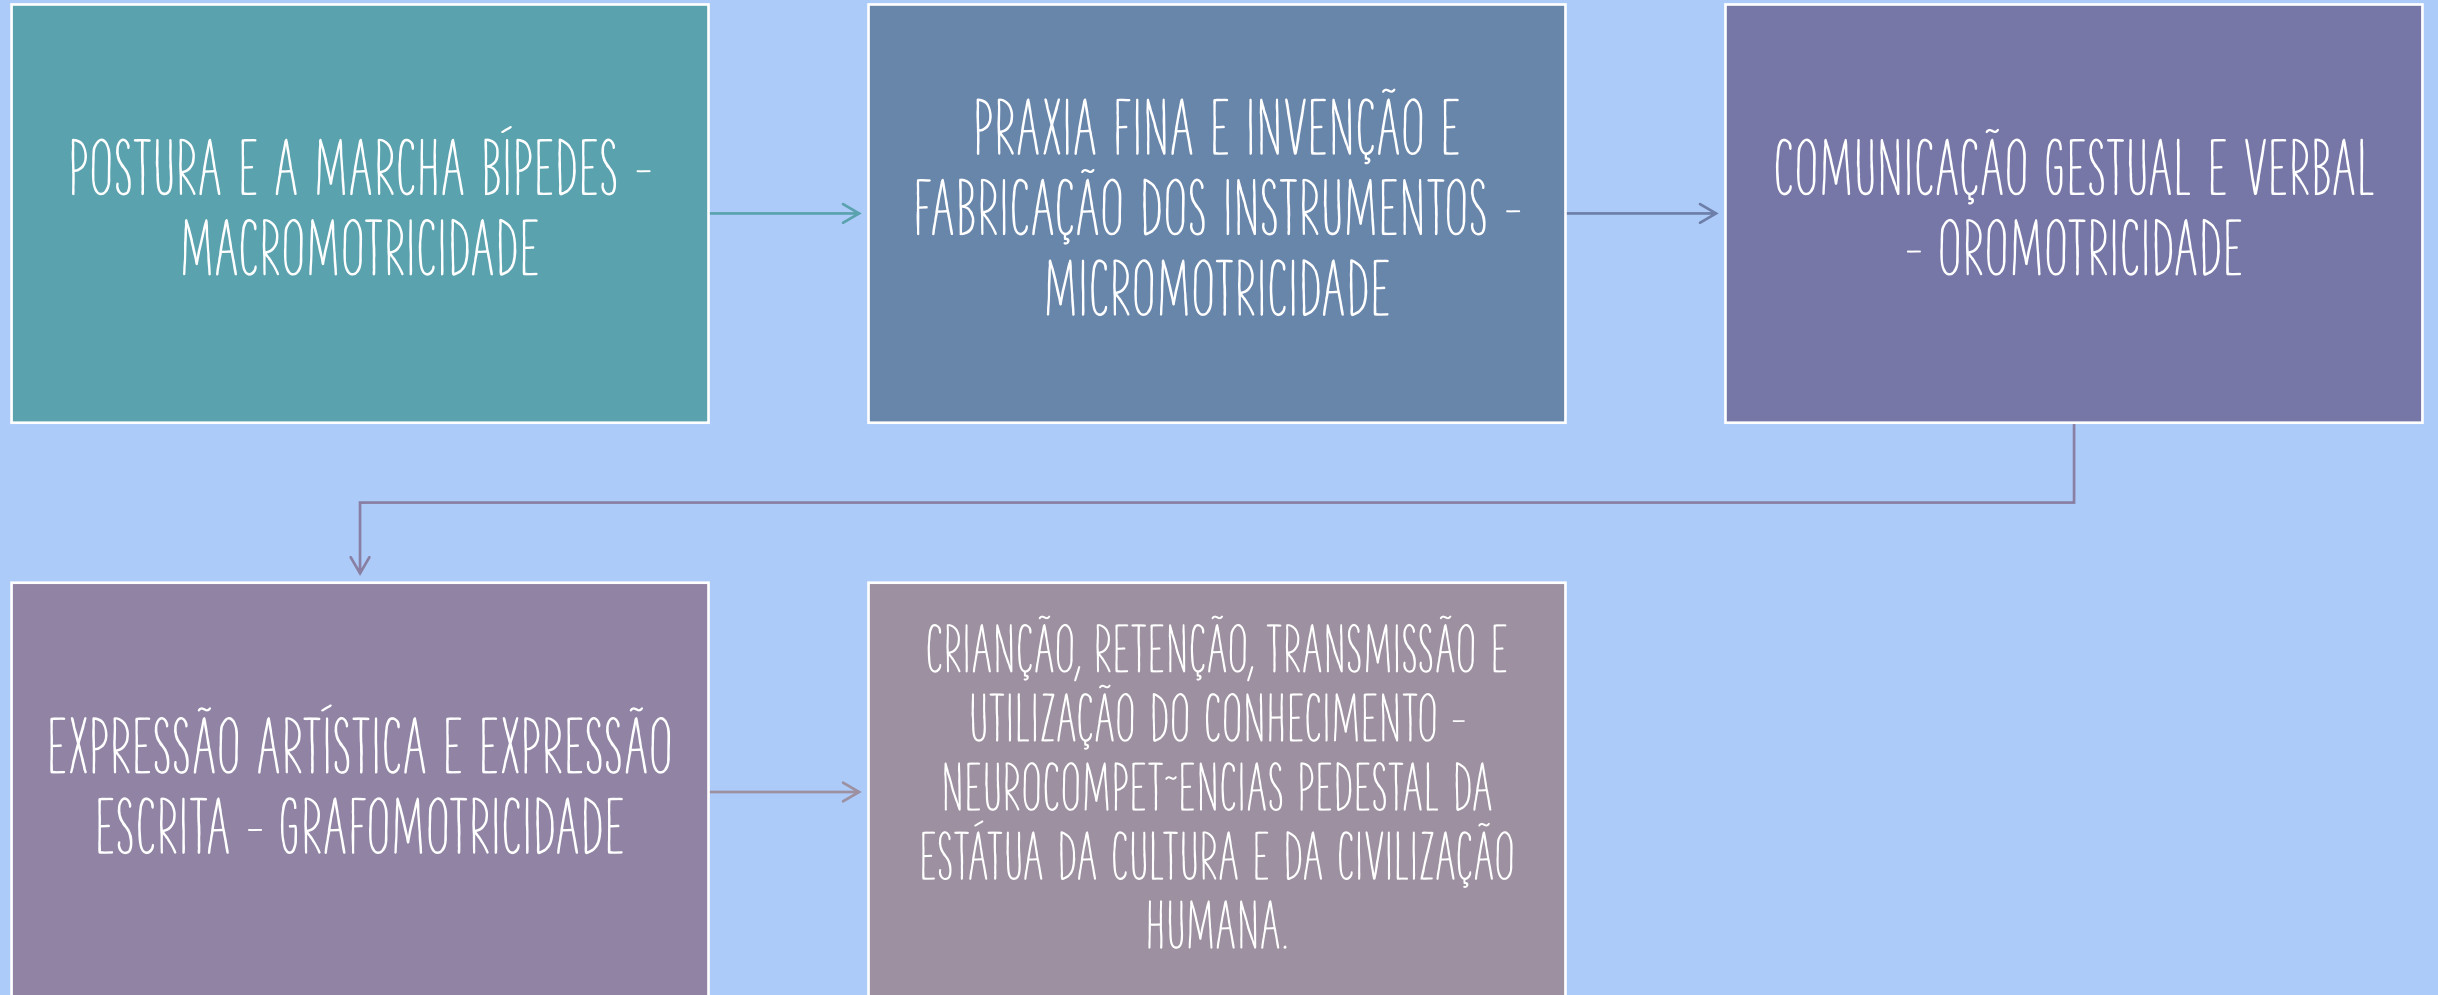 POSTURA E A MARCHA BÍPEDES -
MACROMOTRICIDADE
PRAXIA FINA E INVENÇÃO E
FABRICAÇÃO DOS INSTRUMENTOS -
MICROMOTRICIDADE
COMUNICAÇÃO GESTUAL E VERBAL
- OROMOTRICIDADE
EXPRESSÃO ARTÍSTICA E EXPRESSÃO
ESCRITA - GRAFOMOTRICIDADE
CRIANÇÃO, RETENÇÃO, TRANSMISSÃO E
UTILIZAÇÃO DO CONHECIMENTO -
NEUROCOMPET~ENCIAS PEDESTAL DA
ESTÁTUA DA CULTURA E DA CIVILIZAÇÃO
HUMANA.